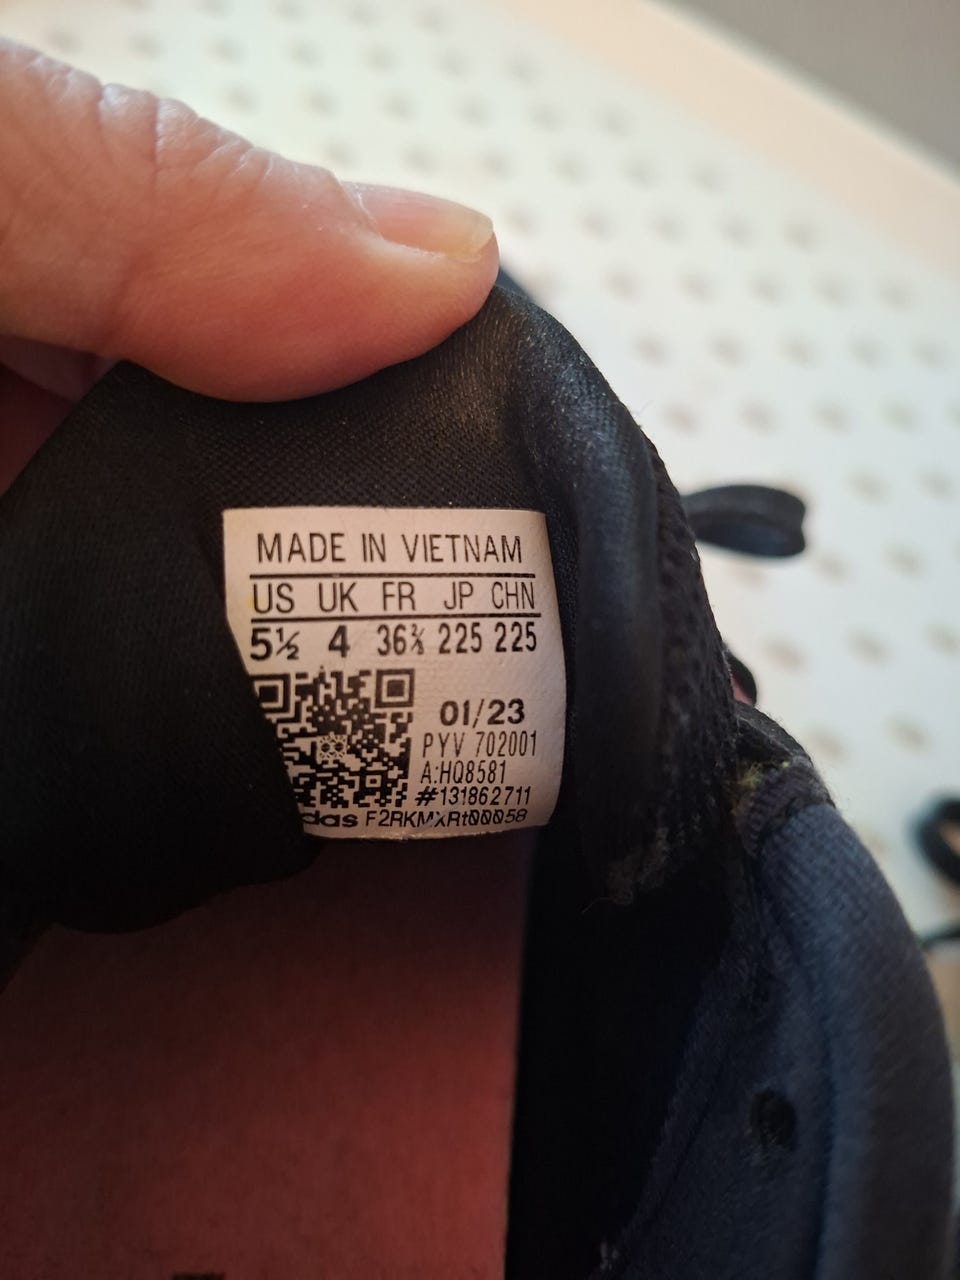 MADE IN VIETNAM
US UK FR JP CHN
5½ 4 36⅔ 225 225
01/23
PYV 702001
A:HQ8581
#131862711
das F2RKMXRt00058